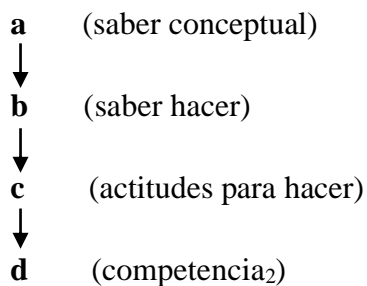 a (saber conceptual)
b (saber hacer)
c (actitudes para hacer)
d (competencia₂)